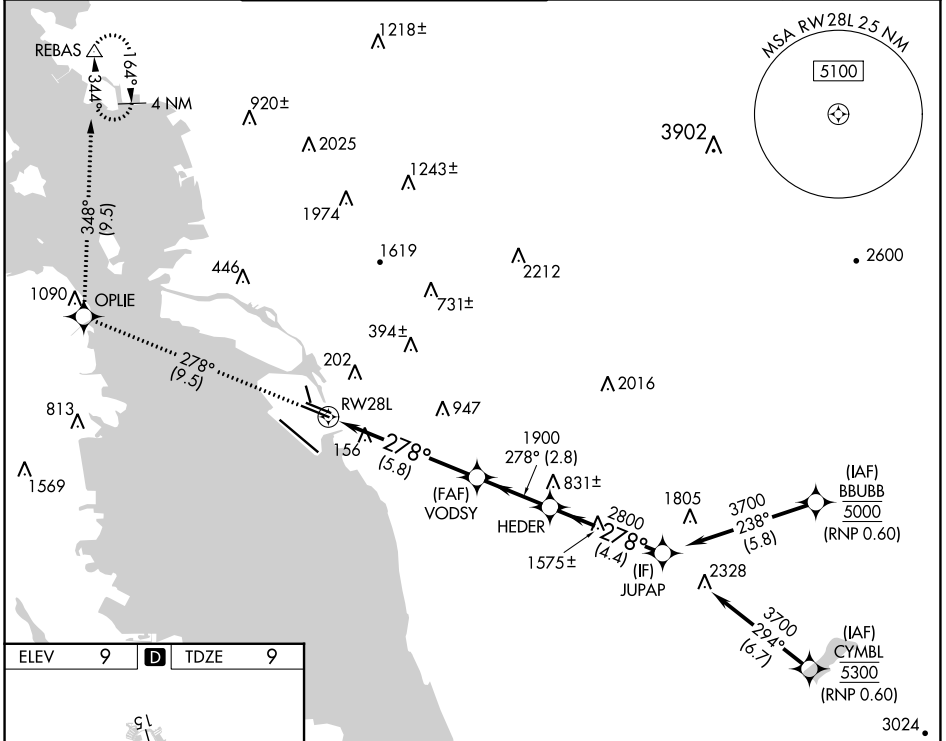 1218±
MSA RW28L 25 NM
5100
REBAS
164°
344°
4 NM
920±
2025
3902
1243±
1974
348°
(9.5)
1619
2212
2600
446
731±
1090
OPLIE
394±
278°
(9.5)
202
2016
RW28L
947
813
156
278°
(5.8)
1900
278° (2.8)
1569
(FAF)
VODSY
831±
HEDER
1805
3700
238°
(5.8)
(IAF)
BBUBB
5000
(RNP 0.60)
2800
278°
(4.4)
1575±
(IF)
JUPAP
2328
3700
294°
(6.7)
(IAF)
CYMBL
5300
(RNP 0.60)
3024
ELEV 9 D TDZE 9
15